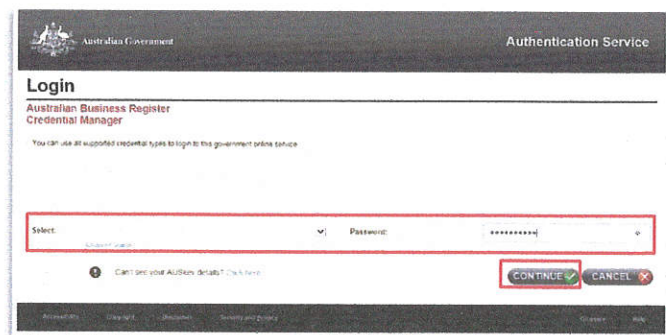 Australian Government
Authentication Service
Login
Australian Business Register
Credential Manager
You can use all supported credential types to login to this government online service
Select:
Password:
Can't see your AUSkey details? Click here
CONTINUE
CANCEL
Accessibility Copyright Disclaimer Security and Privacy
Glossary Help